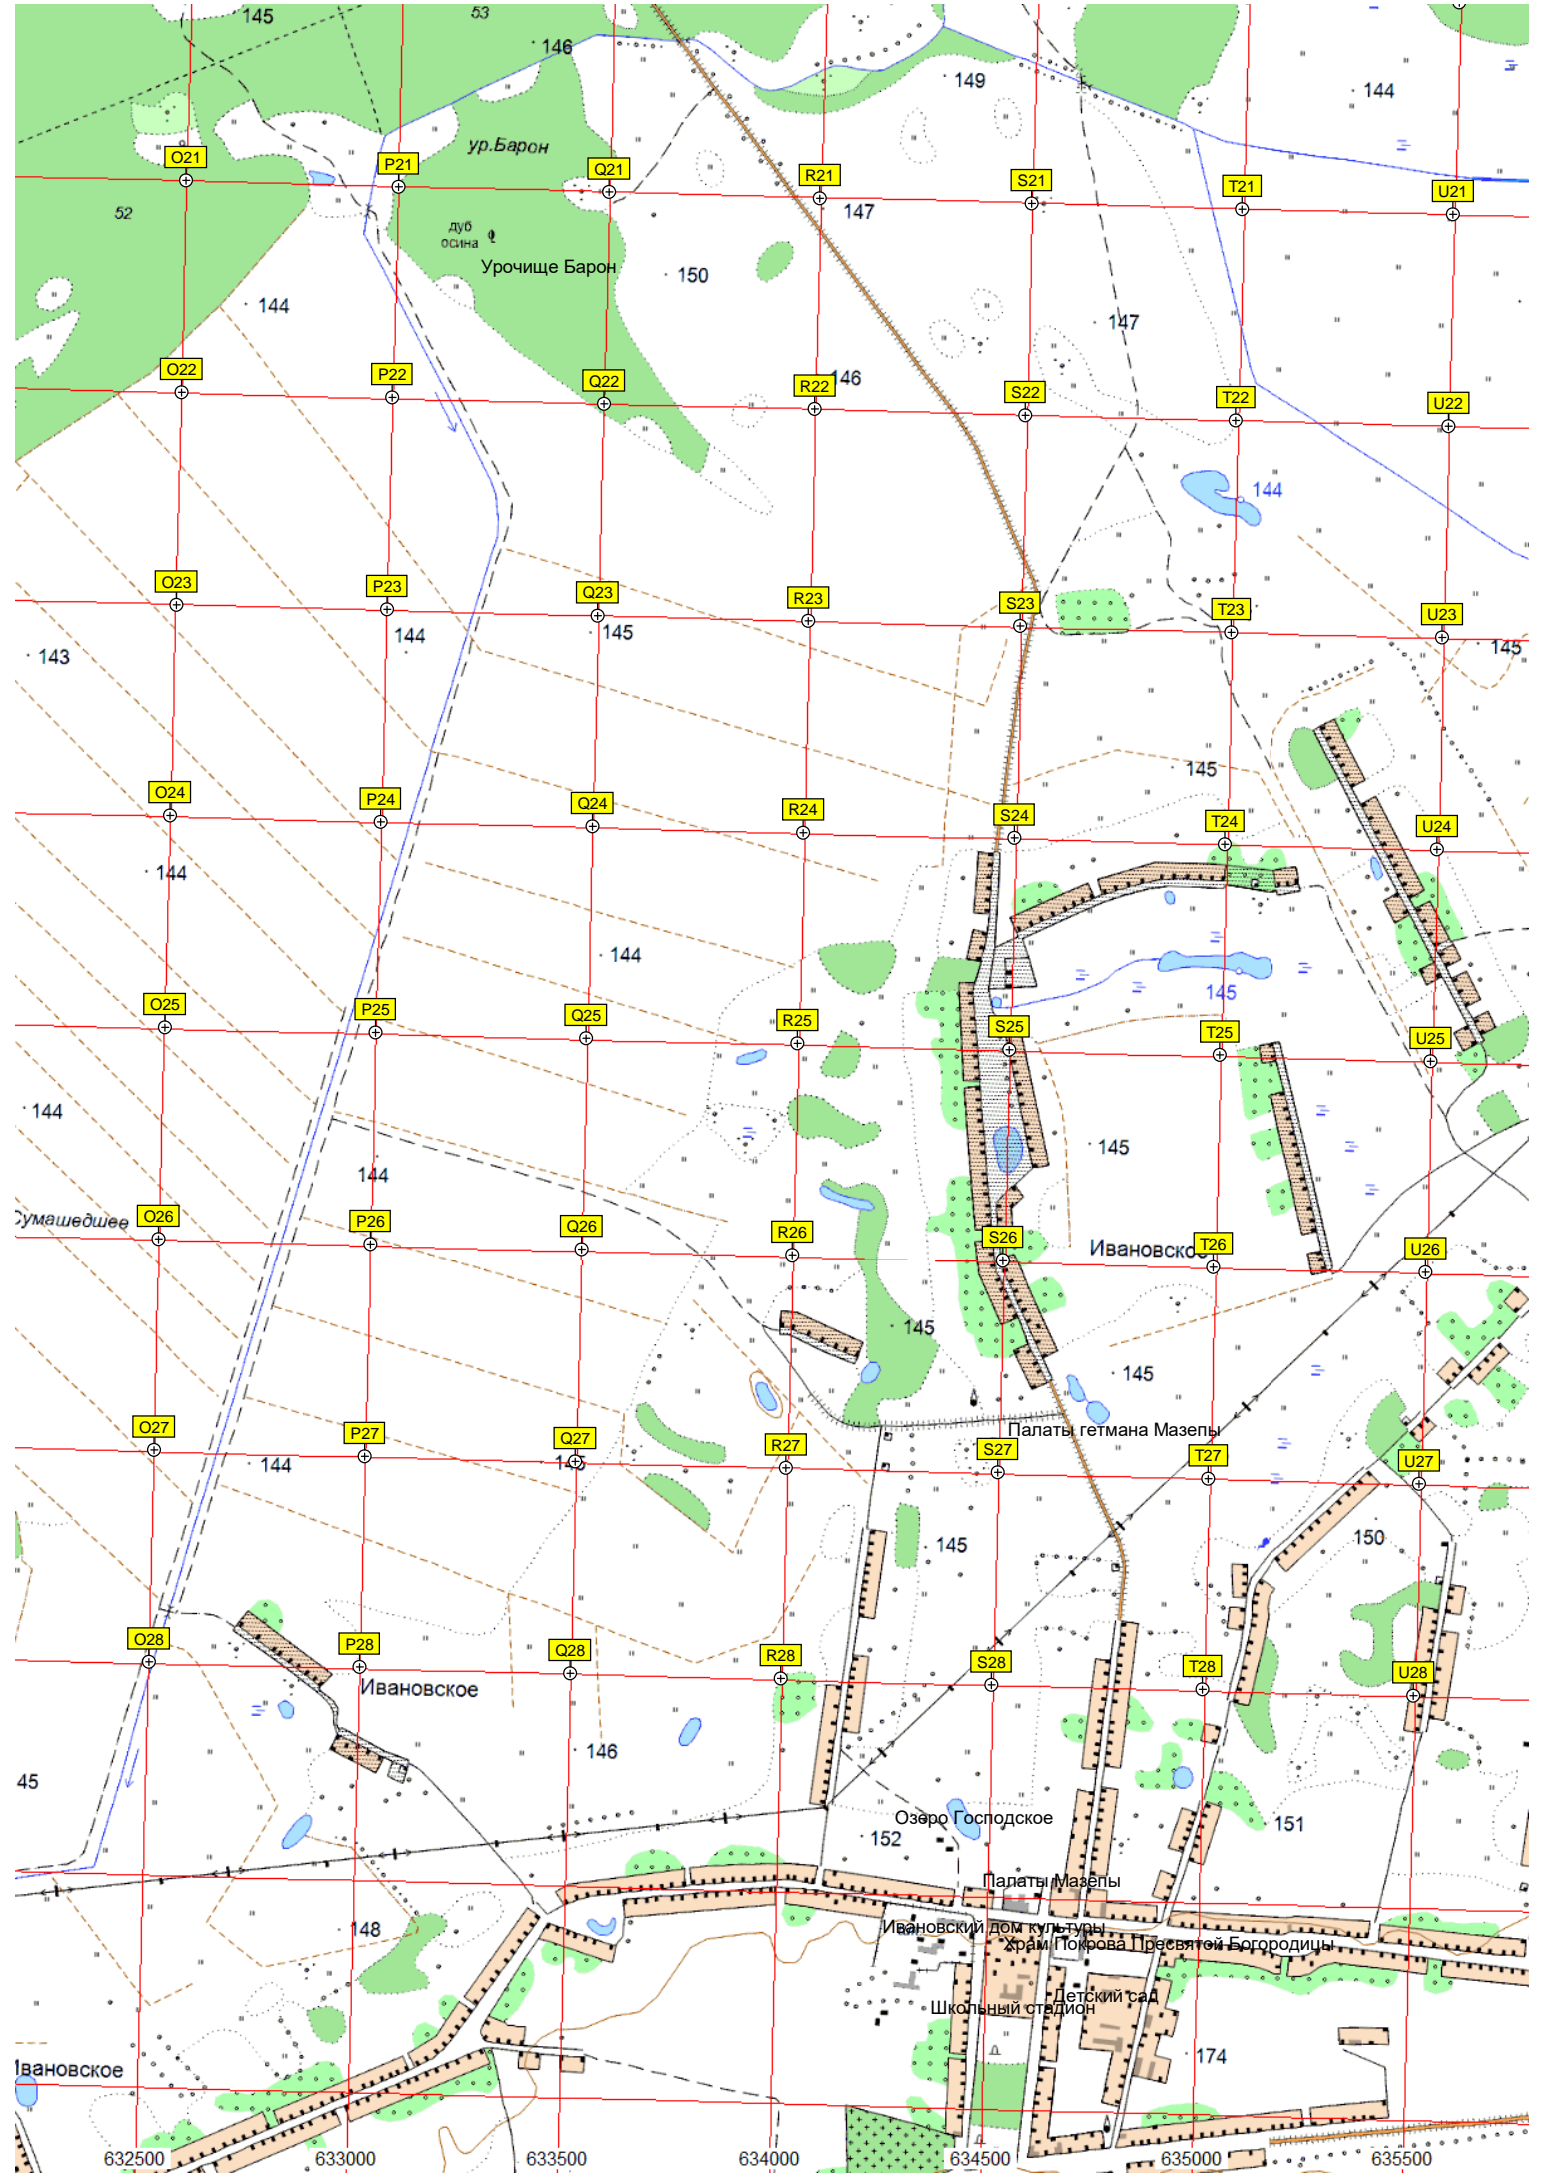 145
53
146
149
144
ур.Барон
O21
P21
Q21
R21
S21
T21
U21
52
147
дуб
осина
Урочище Барон
150
144
147
O22
P22
Q22
R22
146
S22
T22
U22
144
O23
P23
Q23
R23
S23
T23
U23
143
144
145
145
145
O24
P24
Q24
R24
S24
T24
U24
144
144
145
O25
P25
Q25
R25
S25
T25
U25
144
144
145
Сумашедшее
O26
P26
Q26
R26
S26
Ивановское
T26
U26
145
145
Палаты гетмана Мазепы
O27
P27
Q27
R27
S27
T27
U27
144
145
150
O28
P28
Q28
R28
S28
T28
U28
Ивановское
146
45
Озеро Господское
152
151
Палаты Мазепы
148
Ивановский дом культуры
Храм Покрова Пресвятой Богородицы
Детский сад
Школьный стадион
174
Ивановское
632500
633000
633500
634000
634500
635000
635500